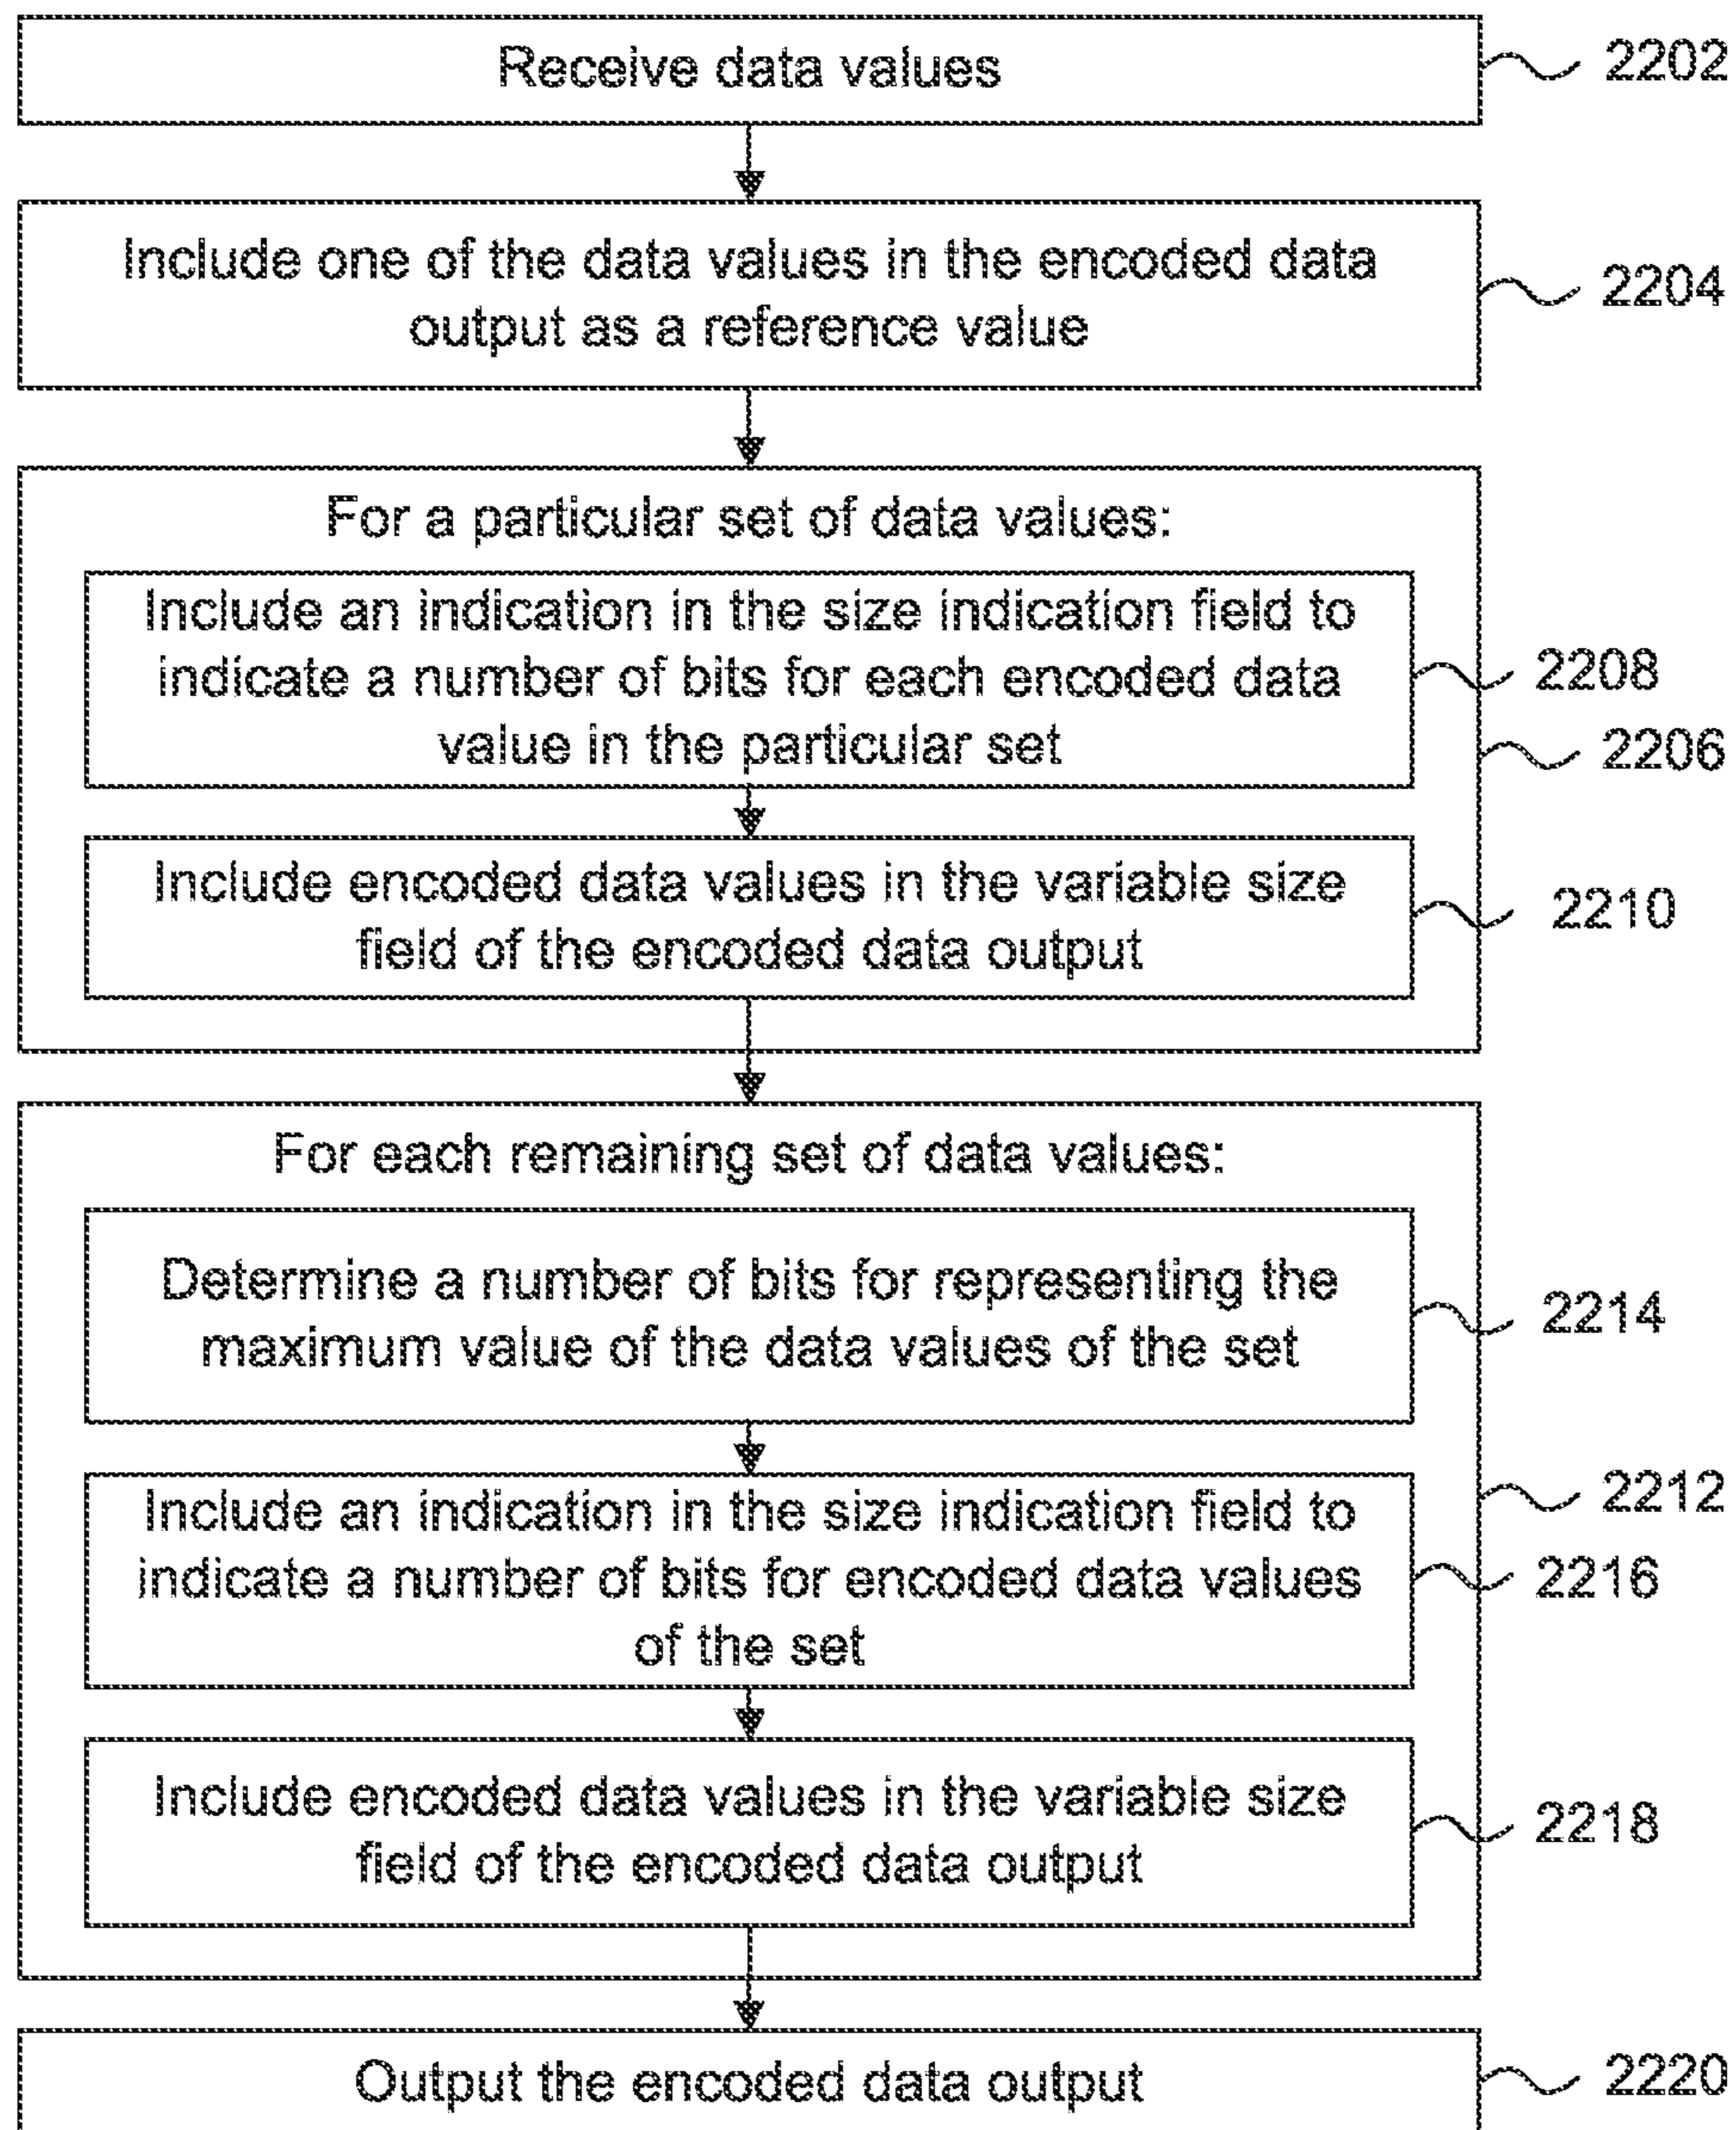 Receive data values
2202
Include one of the data values in the encoded data
output as a reference value
2204
For a particular set of data values:
Include an indication in the size indication field to
indicate a number of bits for each encoded data
value in the particular set
2208
2206
Include encoded data values in the variable size
field of the encoded data output
2210
For each remaining set of data values:
Determine a number of bits for representing the
maximum value of the data values of the set
2214
2212
Include an indication in the size indication field to
indicate a number of bits for encoded data values
of the set
2216
Include encoded data values in the variable size
field of the encoded data output
2218
Output the encoded data output
2220